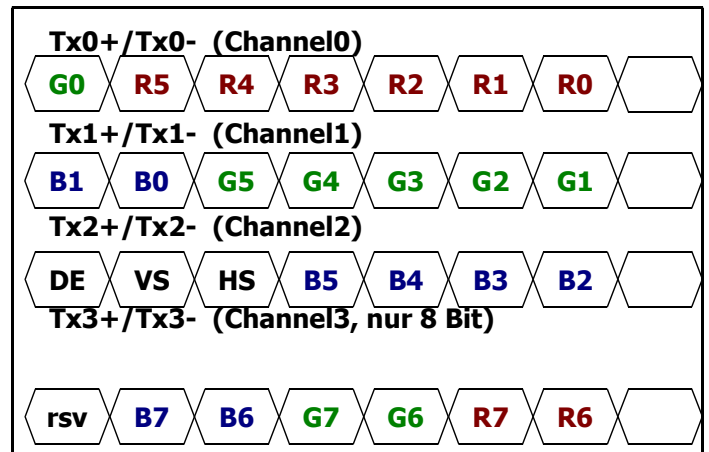 Tx0+/Tx0- (Channel0)
G0 R5 R4 R3 R2 R1 R0
Tx1+/Tx1- (Channel1)
B1 B0 G5 G4 G3 G2 G1
Tx2+/Tx2- (Channel2)
DE VS HS B5 B4 B3 B2
Tx3+/Tx3- (Channel3, nur 8 Bit)
rsv B7 B6 G7 G6 R7 R6